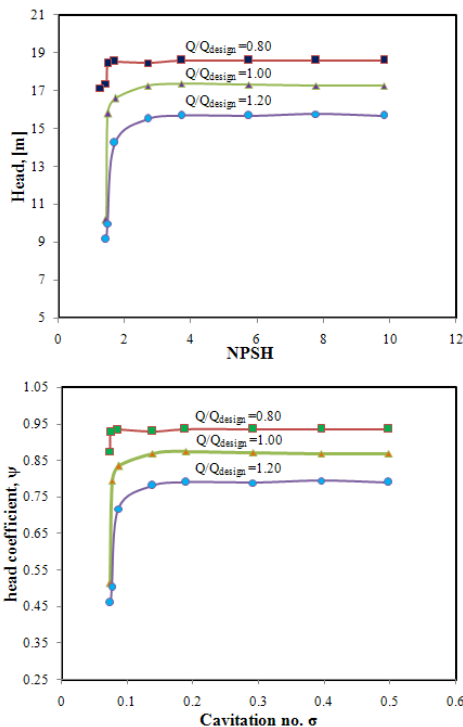 21
19
17
15
13
11
9
7
5
Head, [m]
Q/Qdesign =0.80
Q/Qdesign =1.00
Q/Qdesign =1.20
0 2 4 6 8 10 12
NPSH
1.05
0.95
0.85
0.75
0.65
0.55
0.45
0.35
0.25
head coefficient, ψ
Q/Qdesign =0.80
Q/Qdesign =1.00
Q/Qdesign =1.20
0 0.1 0.2 0.3 0.4 0.5 0.6
Cavitation no. σ